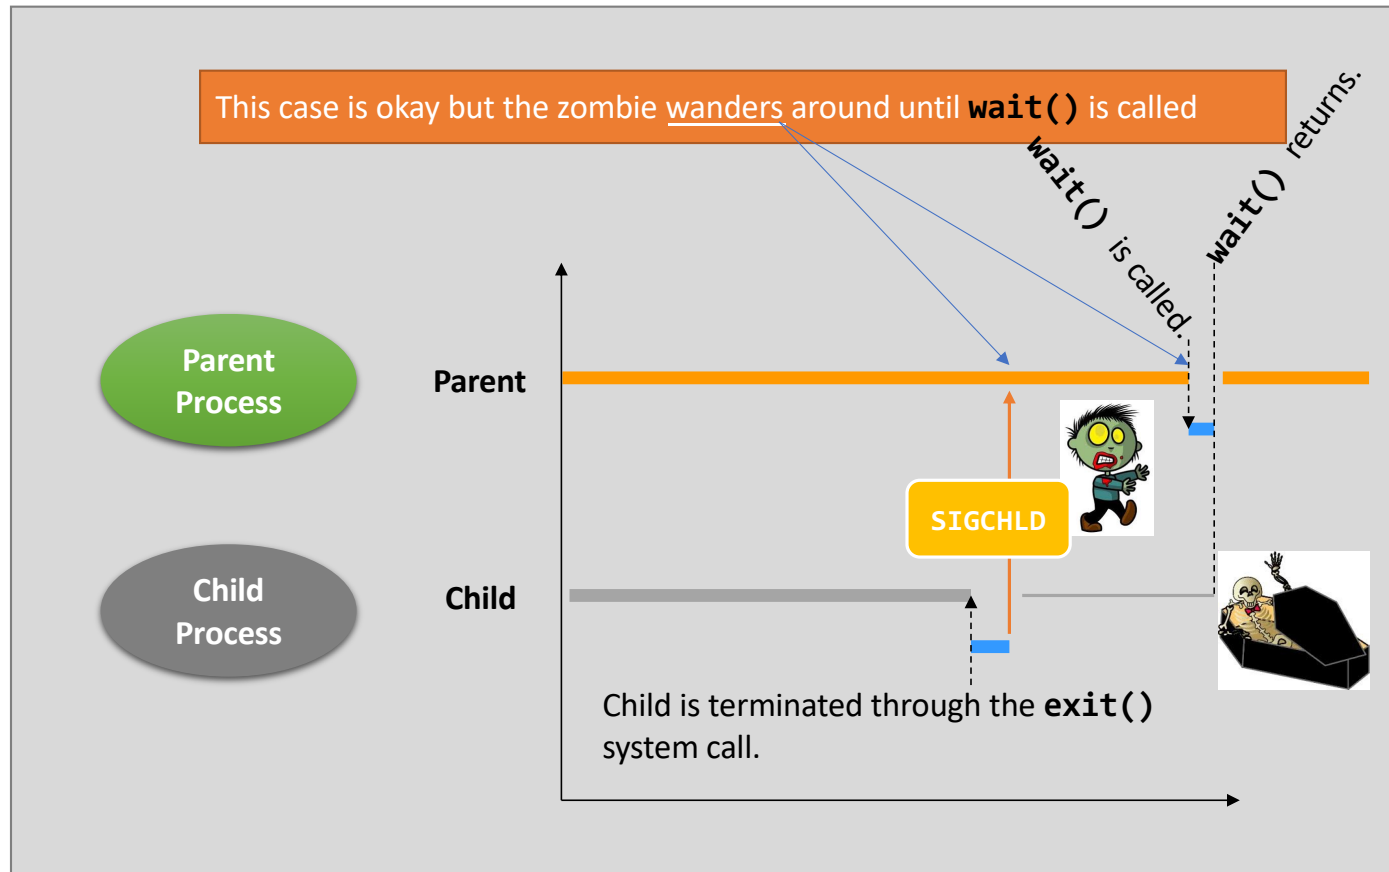 This case is okay but the zombie wanders around until wait() is called
wait() is called.
wait() returns.
Parent
Process
Parent
SIGCHLD
Child
Process
Child
Child is terminated through the exit()
system call.